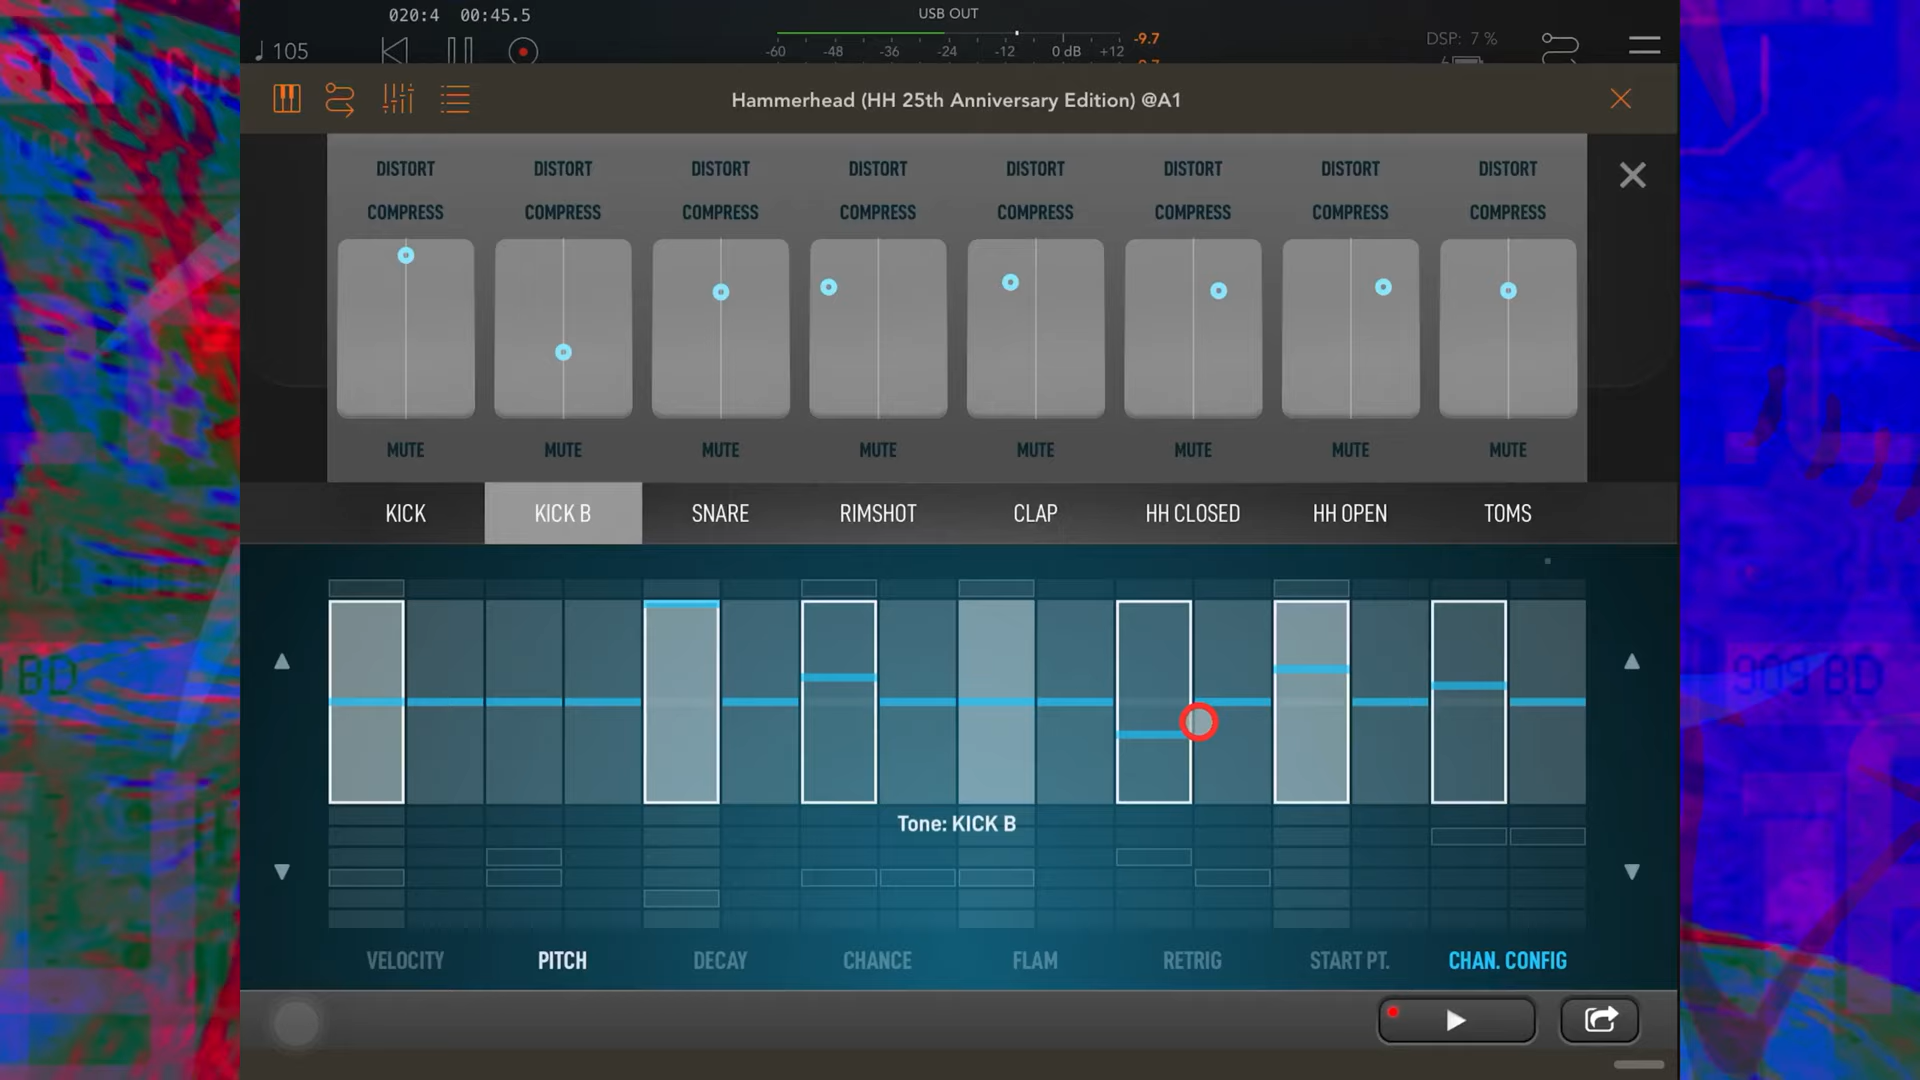 020:4 00:45.5
USB OUT
♩ 105
-60 -48 -36 -24 -12 0 dB +12
-9.7
DSP: 7 %
Hammerhead (HH 25th Anniversary Edition) @A1
DISTORT DISTORT DISTORT DISTORT DISTORT DISTORT DISTORT DISTORT
COMPRESS COMPRESS COMPRESS COMPRESS COMPRESS COMPRESS COMPRESS COMPRESS
MUTE MUTE MUTE MUTE MUTE MUTE MUTE MUTE
KICK KICK B SNARE RIMSHOT CLAP HH CLOSED HH OPEN TOMS
BD
909 BD
Tone: KICK B
VELOCITY PITCH DECAY CHANCE FLAM RETRIG START PT. CHAN. CONFIG